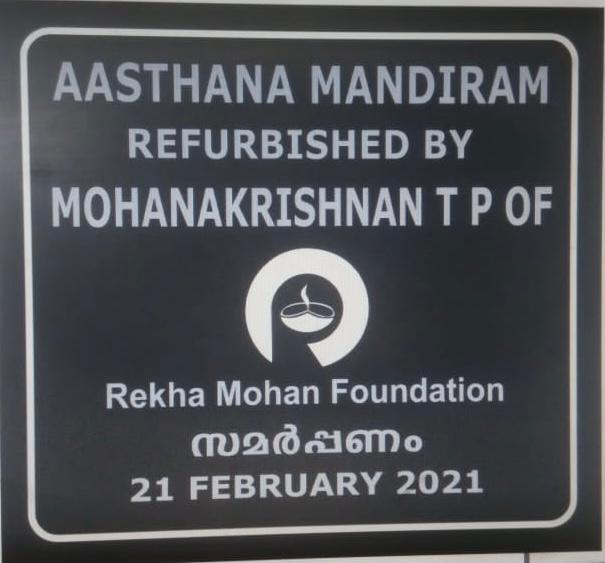 AASTHANA MANDIRAM
REFURBISHED BY
MOHANAKRISHNAN T P OF
Rekha Mohan Foundation
സമർപ്പണം
21 FEBRUARY 2021